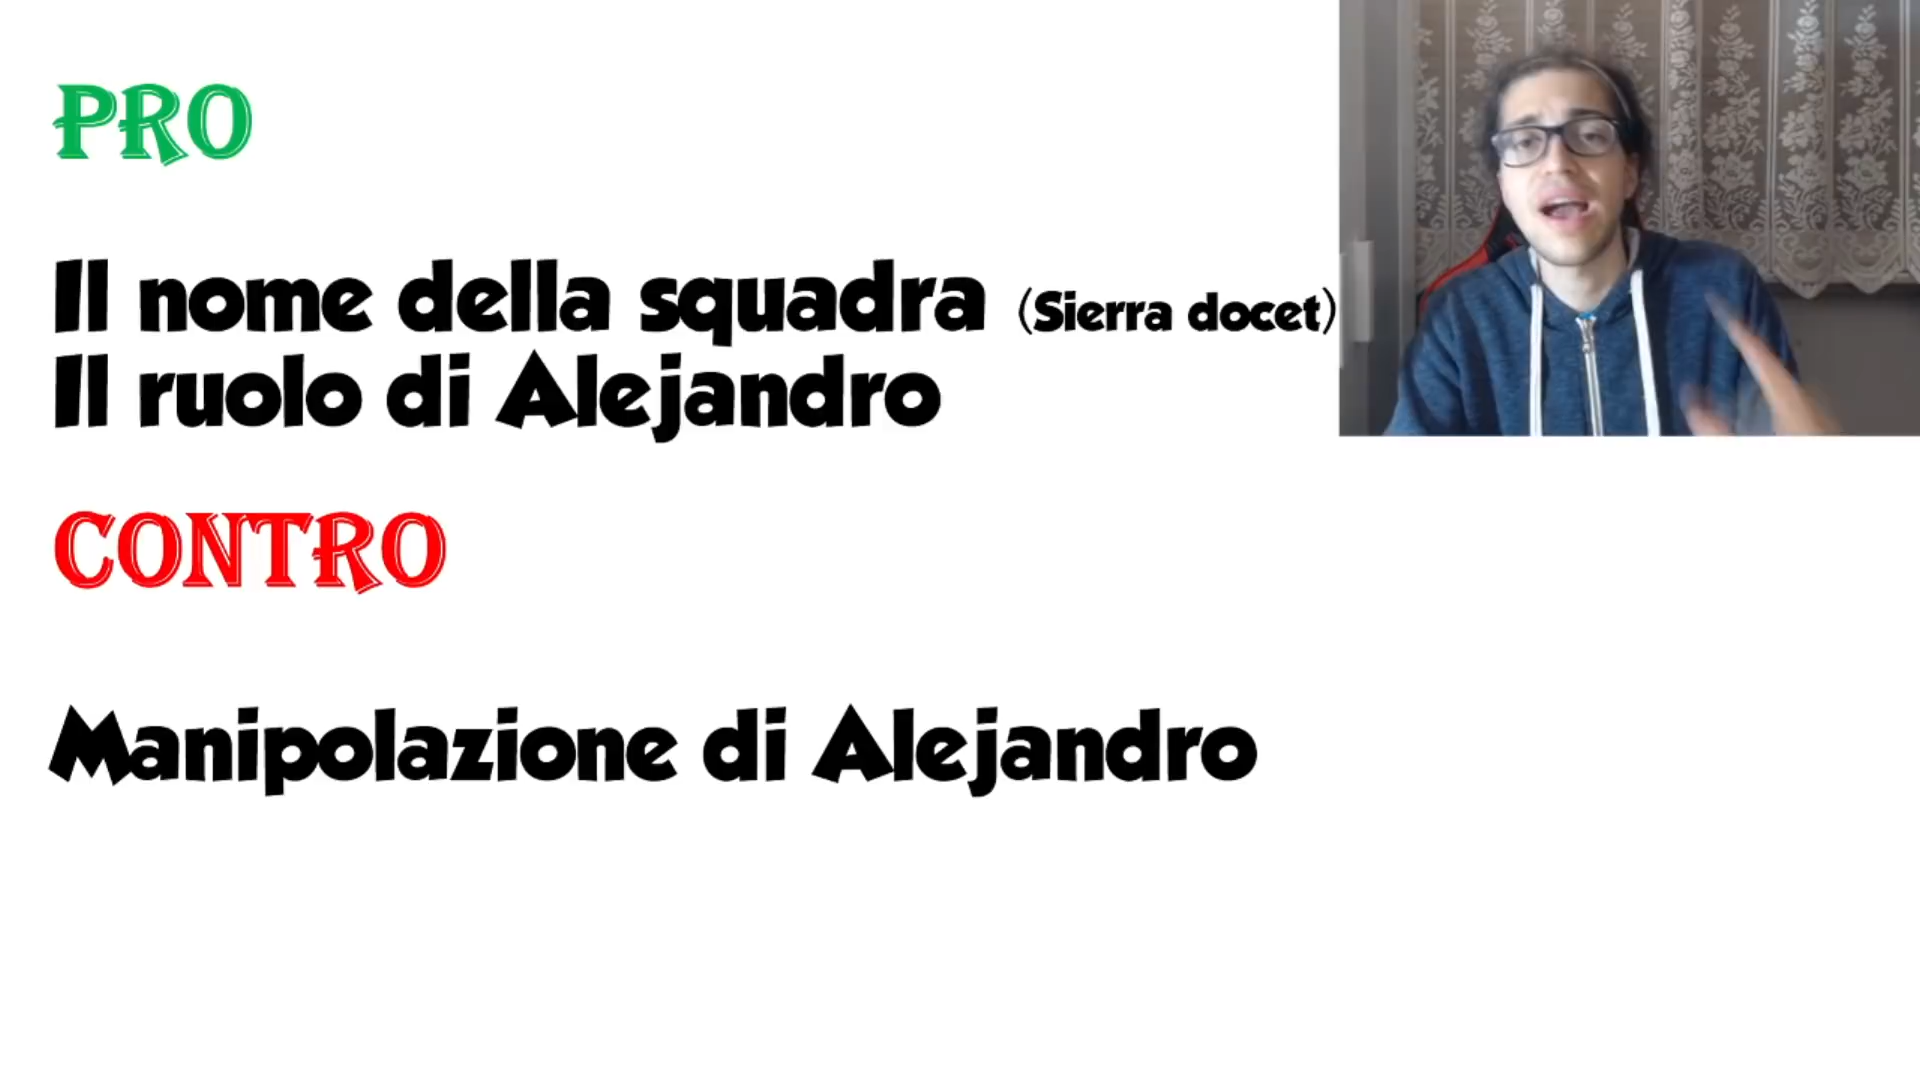 PRO
Il nome della squadra (Sierra docet)
Il ruolo di Alejandro
CONTRO
Manipolazione di Alejandro